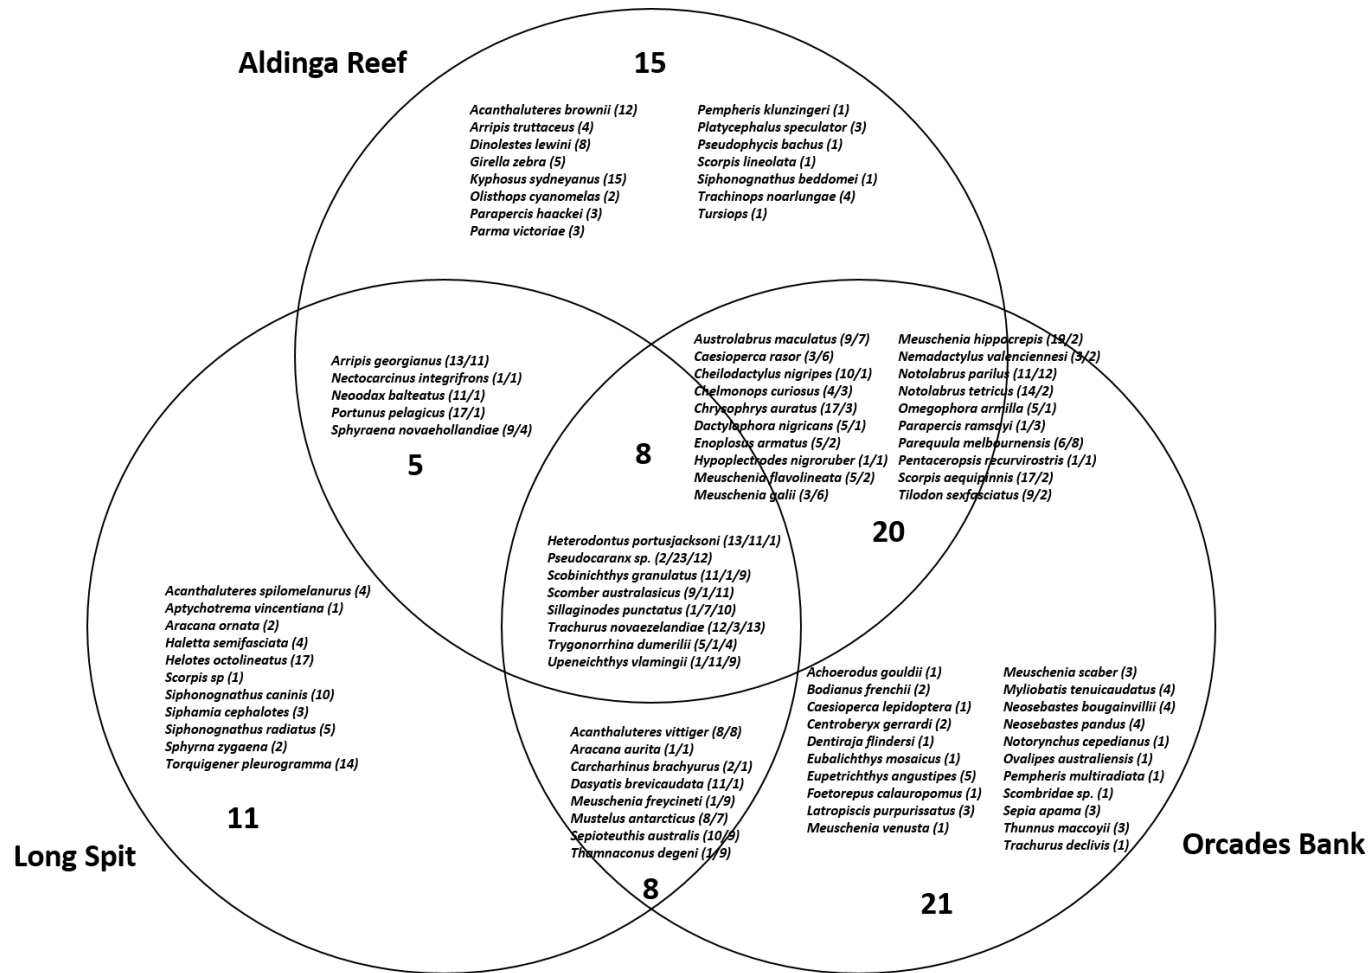 Aldinga Reef
15
Acanthaluteres brownii (12)
Arripis truttaceus (4)
Dinolestes lewini (8)
Girella zebra (5)
Kyphosus sydneyanus (15)
Olisthops cyanomelas (2)
Parapercis haackei (3)
Parma victoriae (3)
Pempheris klunzingeri (1)
Platycephalus speculator (3)
Pseudophycis bachus (1)
Scorpis lineolata (1)
Siphonognathus beddomei (1)
Trachinops noarlungae (4)
Tursiops (1)
Arripis georgianus (13/11)
Nectocarcinus integrifrons (1/1)
Neoodax balteatus (11/1)
Portunus pelagicus (17/1)
Sphyraena novaehollandiae (9/4)
5
8
Austrolabrus maculatus (9/7)
Caesioperca rasor (3/6)
Cheilodactylus nigripes (10/1)
Chelmonops curiosus (4/3)
Chrysophrys auratus (17/3)
Dactylophora nigricans (5/1)
Enoplosus armatus (5/2)
Hypoplectrodes nigroruber (1/1)
Meuschenia flavolineata (5/2)
Meuschenia galii (3/6)
Meuschenia hippocrepis (19/2)
Nemadactylus valenciennesi (3/2)
Notolabrus parilus (11/12)
Notolabrus tetricus (14/2)
Omegophora armilla (5/1)
Parapercis ramsayi (1/3)
Parequula melbournensis (6/8)
Pentaceropsis recurvirostris (1/1)
Scorpis aequipinnis (17/2)
Tilodon sexfasciatus (9/2)
20
Heterodontus portusjacksoni (13/11/1)
Pseudocaranx sp. (2/23/12)
Scobinichthys granulatus (11/1/9)
Scomber australasicus (9/1/11)
Sillaginodes punctatus (1/7/10)
Trachurus novaezelandiae (12/3/13)
Trygonorrhina dumerilii (5/1/4)
Upeneichthys vlamingii (1/11/9)
Acanthaluteres spilomelanurus (4)
Aptychotrema vincentiana (1)
Aracana ornata (2)
Haletta semifasciata (4)
Helotes octolineatus (17)
Scorpis sp (1)
Siphonognathus caninis (10)
Siphamia cephalotes (3)
Siphonognathus radiatus (5)
Sphyrna zygaena (2)
Torquigener pleurogramma (14)
11
Long Spit
Acanthaluteres vittiger (8/8)
Aracana aurita (1/1)
Carcharhinus brachyurus (2/1)
Dasyatis brevicaudata (11/1)
Meuschenia freycineti (1/9)
Mustelus antarcticus (8/7)
Sepioteuthis australis (10/9)
Thamnaconus degeni (1/9)
8
Achoerodus gouldii (1)
Bodianus frenchii (2)
Caesioperca lepidoptera (1)
Centroberyx gerrardi (2)
Dentiraja flindersi (1)
Eubalichthys mosaicus (1)
Eupetrichthys angustipes (5)
Foetorepus calauropomus (1)
Latropiscis purpurissatus (3)
Meuschenia venusta (1)
Meuschenia scaber (3)
Myliobatis tenuicaudatus (4)
Neosebastes bougainvillii (4)
Neosebastes pandus (4)
Notorynchus cepedianus (1)
Ovalipes australiensis (1)
Pempheris multiradiata (1)
Scombridae sp. (1)
Sepia apama (3)
Thunnus maccoyii (3)
Trachurus declivis (1)
21
Orcades Bank